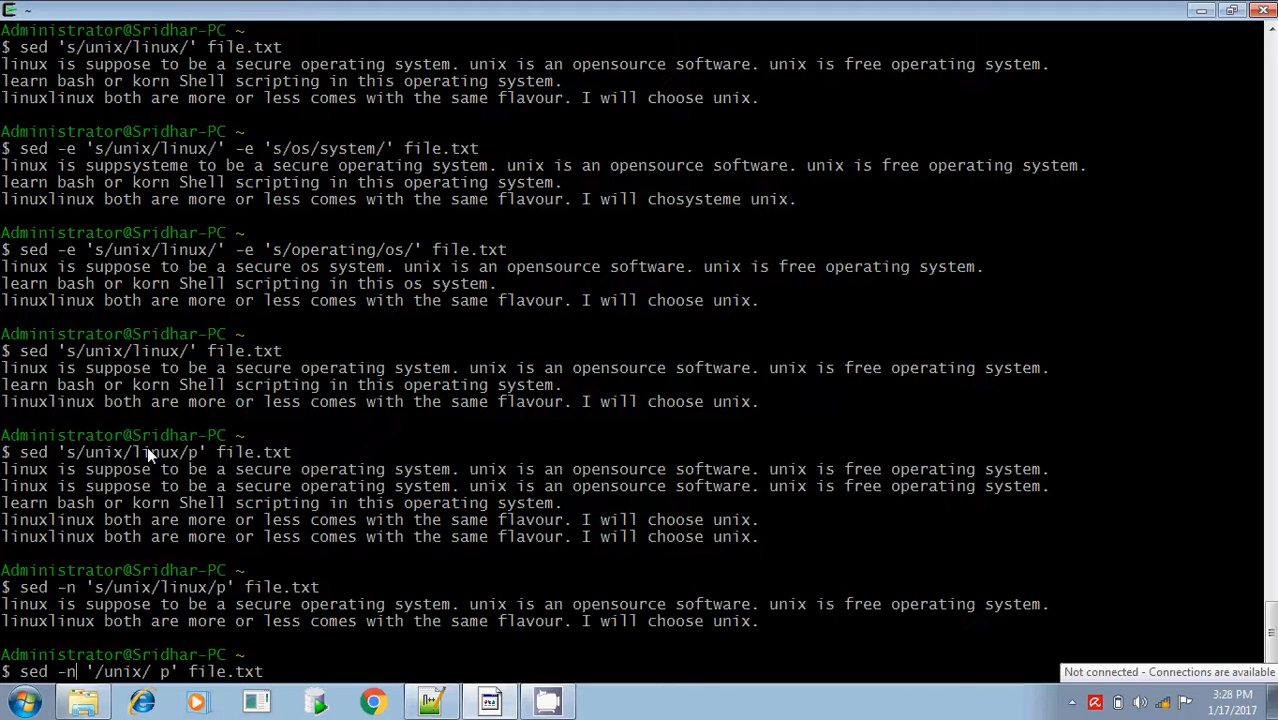 ~
Administrator@Sridhar-PC ~
$ sed 's/unix/linux/' file.txt
linux is suppose to be a secure operating system. unix is an opensource software. unix is free operating system.
learn bash or korn Shell scripting in this operating system.
linuxlinux both are more or less comes with the same flavour. I will choose unix.
Administrator@Sridhar-PC ~
$ sed -e 's/unix/linux/' -e 's/os/system/' file.txt
linux is suppsysteme to be a secure operating system. unix is an opensource software. unix is free operating system.
learn bash or korn Shell scripting in this operating system.
linuxlinux both are more or less comes with the same flavour. I will chosysteme unix.
Administrator@Sridhar-PC ~
$ sed -e 's/unix/linux/' -e 's/operating/os/' file.txt
linux is suppose to be a secure os system. unix is an opensource software. unix is free operating system.
learn bash or korn Shell scripting in this os system.
linuxlinux both are more or less comes with the same flavour. I will choose unix.
Administrator@Sridhar-PC ~
$ sed 's/unix/linux/' file.txt
linux is suppose to be a secure operating system. unix is an opensource software. unix is free operating system.
learn bash or korn Shell scripting in this operating system.
linuxlinux both are more or less comes with the same flavour. I will choose unix.
Administrator@Sridhar-PC ~
$ sed 's/unix/linux/p' file.txt
linux is suppose to be a secure operating system. unix is an opensource software. unix is free operating system.
linux is suppose to be a secure operating system. unix is an opensource software. unix is free operating system.
learn bash or korn Shell scripting in this operating system.
linuxlinux both are more or less comes with the same flavour. I will choose unix.
linuxlinux both are more or less comes with the same flavour. I will choose unix.
Administrator@Sridhar-PC ~
$ sed -n 's/unix/linux/p' file.txt
linux is suppose to be a secure operating system. unix is an opensource software. unix is free operating system.
linuxlinux both are more or less comes with the same flavour. I will choose unix.
Administrator@Sridhar-PC ~
$ sed -n '/unix/ p' file.txt
Not connected - Connections are available
3:28 PM
1/17/2017